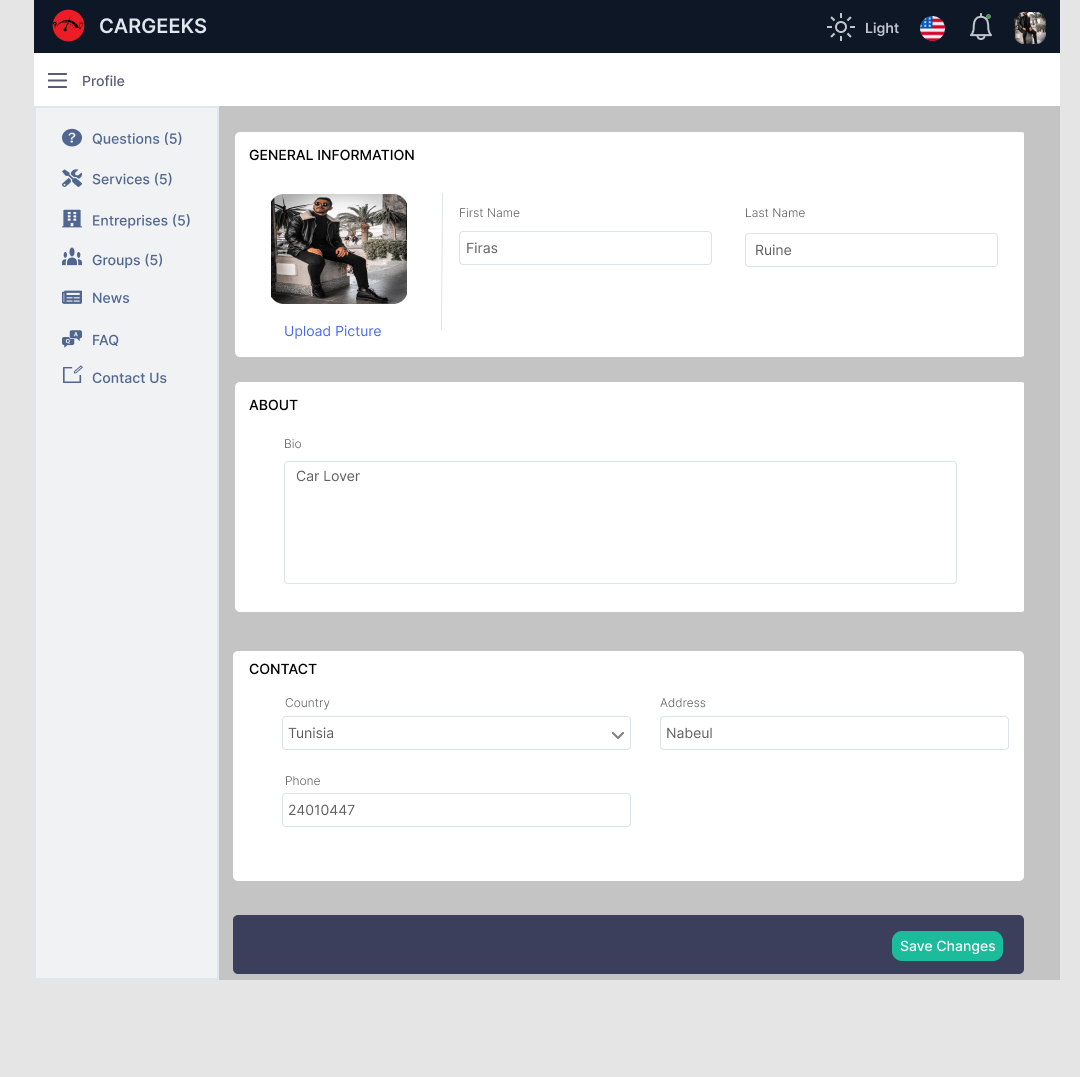 CARGEEKS
Light
Profile
Questions (5)
Services (5)
Entreprises (5)
Groups (5)
News
FAQ
Contact Us
GENERAL INFORMATION
First Name
Last Name
Firas
Ruine
Upload Picture
ABOUT
Bio
Car Lover
CONTACT
Country
Address
Tunisia
Nabeul
Phone
24010447
Save Changes